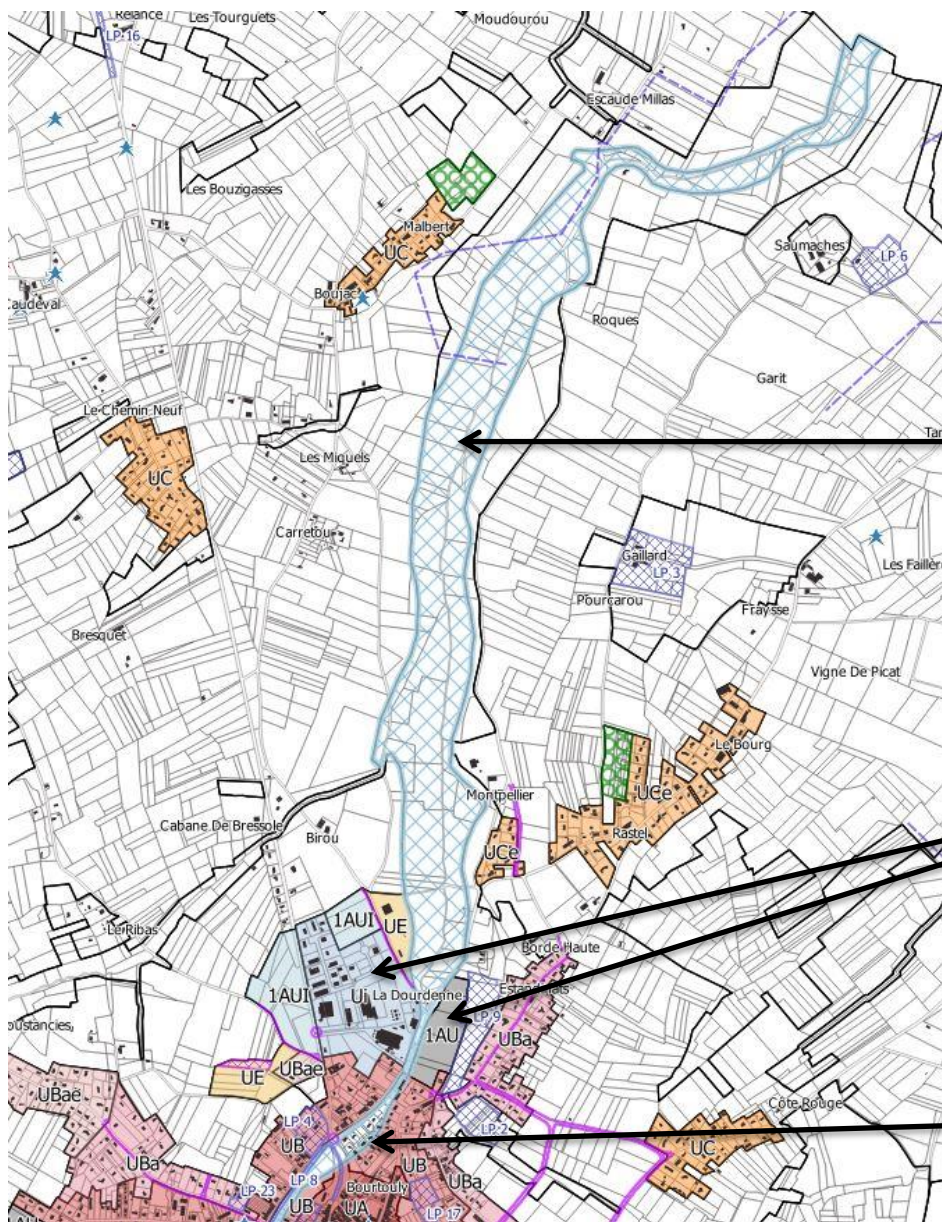 Relance
Les Tourguets
Moudourou
LP 16
Escaude Millas
Les Bouzigasses
Malbert
UC
Saumaches
LP 6
Boujac
Caudeval
Roques
Garit
Le Chemin Neuf
Tar
UC
Les Miquels
Carretou
Gaillard
LP 3
Les Faillère
Pourcarou
Fraysse
Bresquet
Vigne De Picat
Le Bourg
UCe
Montpellier
Cabane De Bressole
Birou
Rastel
UCe
1AUI
UE
Le Ribas
Borde Haute
1AUI
Ui
La Dourdenne
LP 9
oustancies
1AU
UBa
UE
UBae
UBae
LP 4
LP 2
Côte Rouge
UB
UBa
UB
UC
LP 8
UBa
LP 23
Bourtouly
UB
UA
LP 17